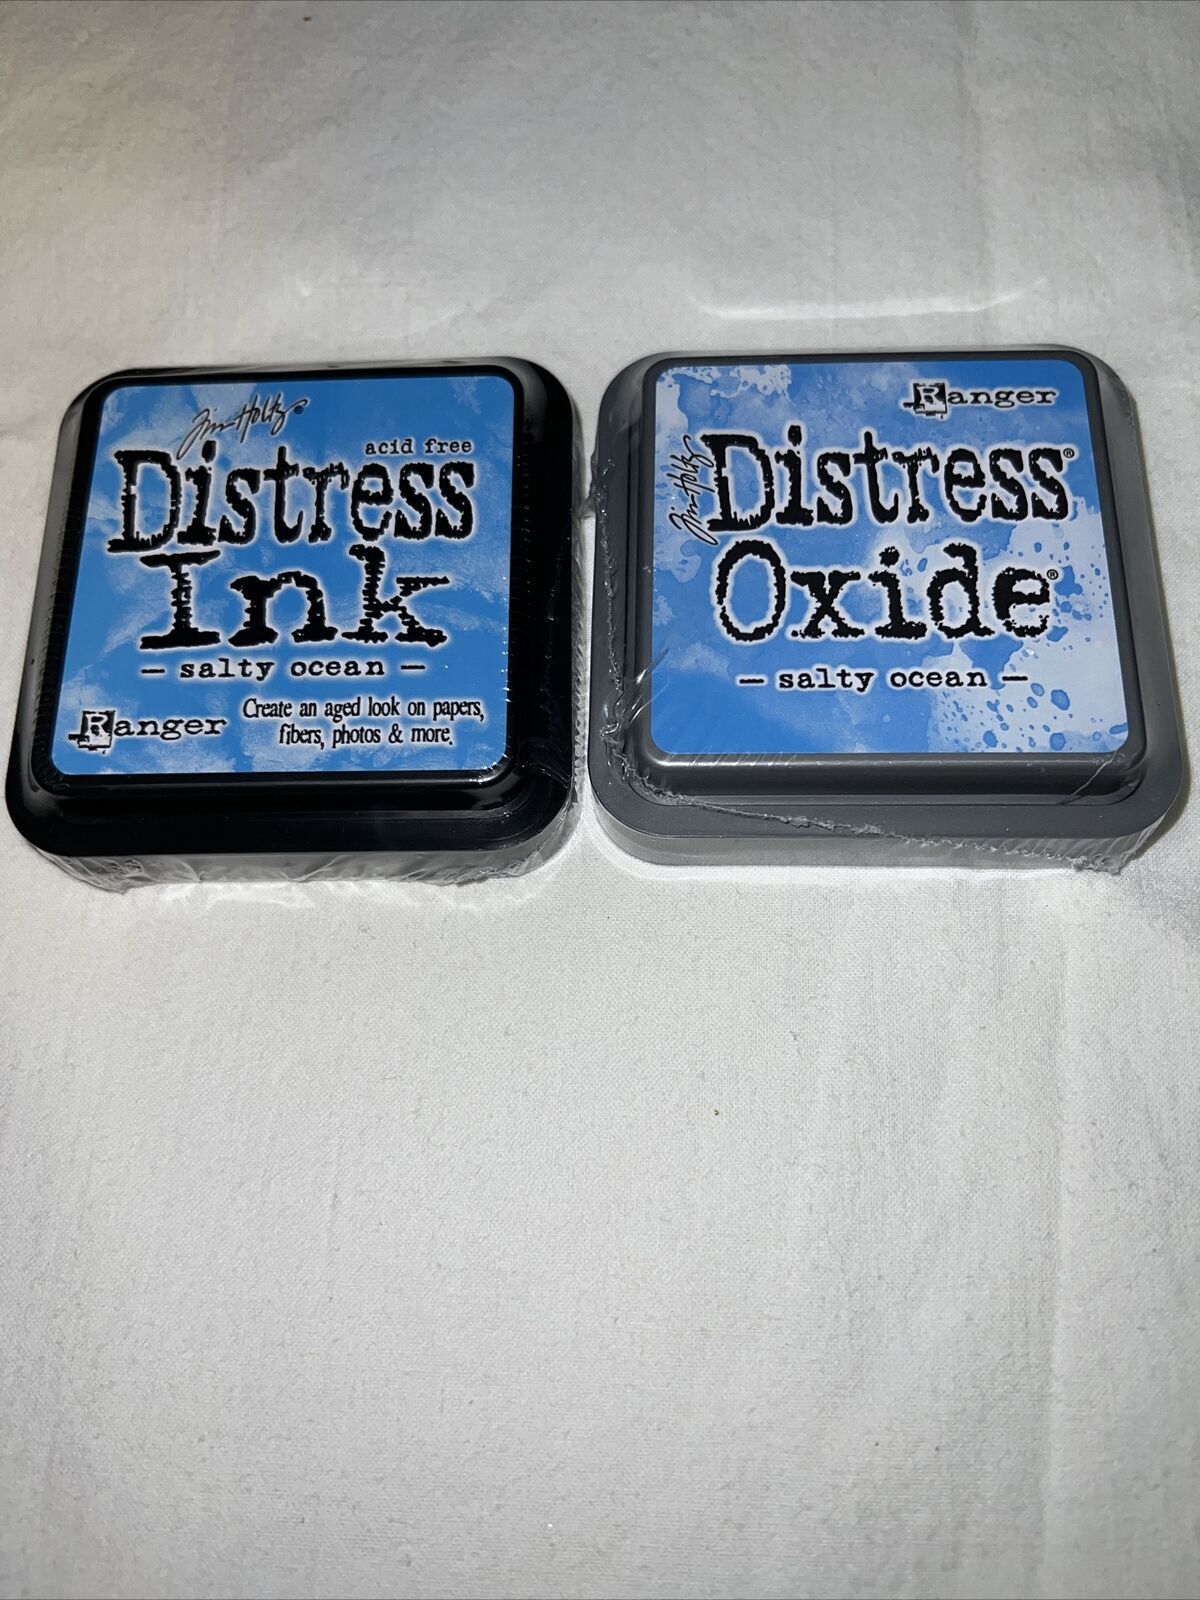 Tim Holtz®
acid free
Distress
Ink
— salty ocean —
Ranger
Create an aged look on papers,
fibers, photos & more.
Ranger
Tim Holtz
Distress®
Oxide®
— salty ocean —